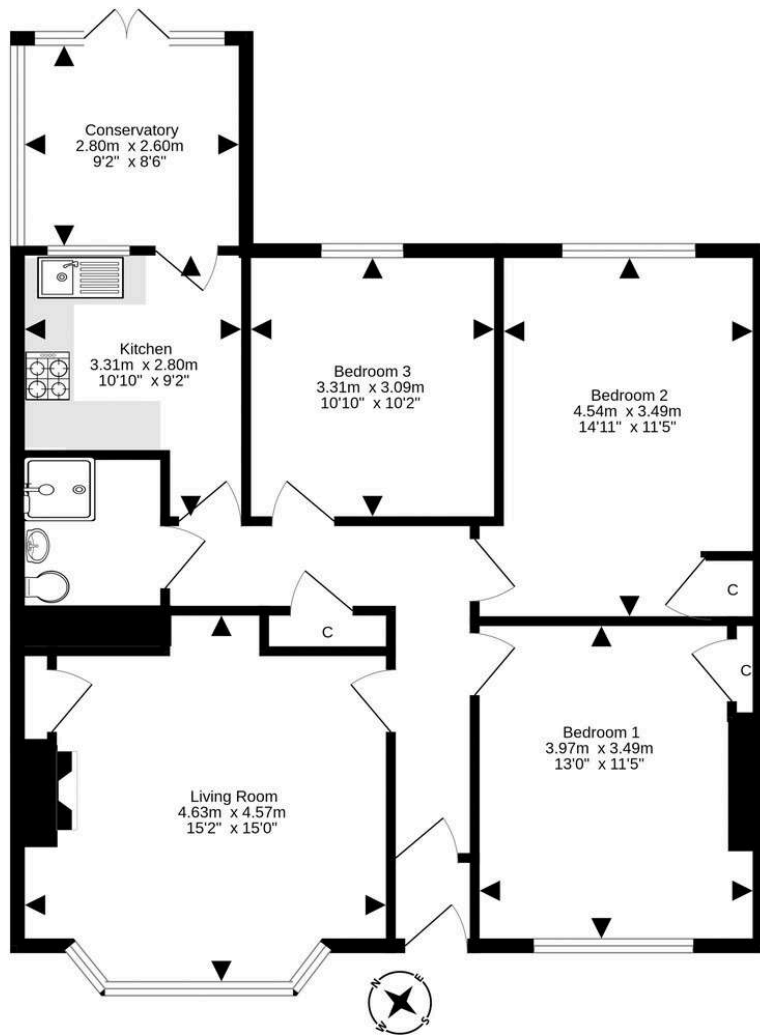 Conservatory
2.80m x 2.60m
9'2" x 8'6"
Kitchen
3.31m x 2.80m
10'10" x 9'2"
Bedroom 3
3.31m x 3.09m
10'10" x 10'2"
Bedroom 2
4.54m x 3.49m
14'11" x 11'5"
C
C
C
Bedroom 1
3.97m x 3.49m
13'0" x 11'5"
Living Room
4.63m x 4.57m
15'2" x 15'0"
N
E
W
S